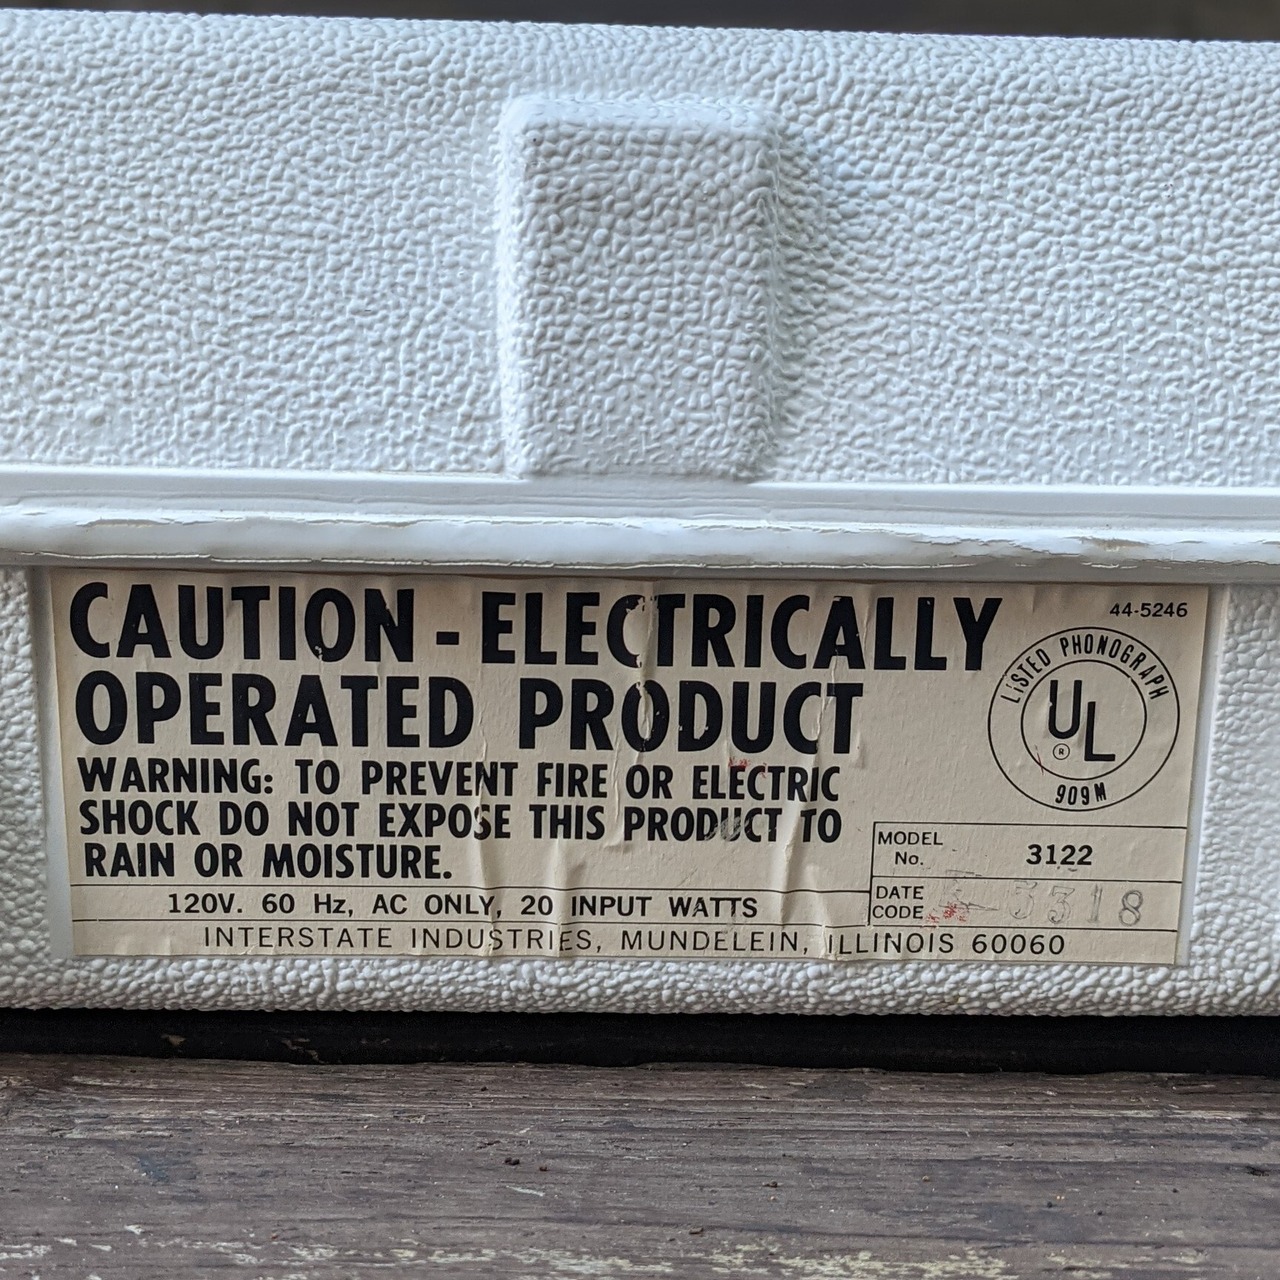 CAUTION - ELECTRICALLY
OPERATED PRODUCT
WARNING: TO PREVENT FIRE OR ELECTRIC
SHOCK DO NOT EXPOSE THIS PRODUCT TO
RAIN OR MOISTURE.
120V. 60 Hz, AC ONLY, 20 INPUT WATTS
INTERSTATE INDUSTRIES, MUNDELEIN, ILLINOIS 60060
44-5246
LISTED PHONOGRAPH
UL
®
909M
MODEL
No. 3122
DATE
CODE 5318